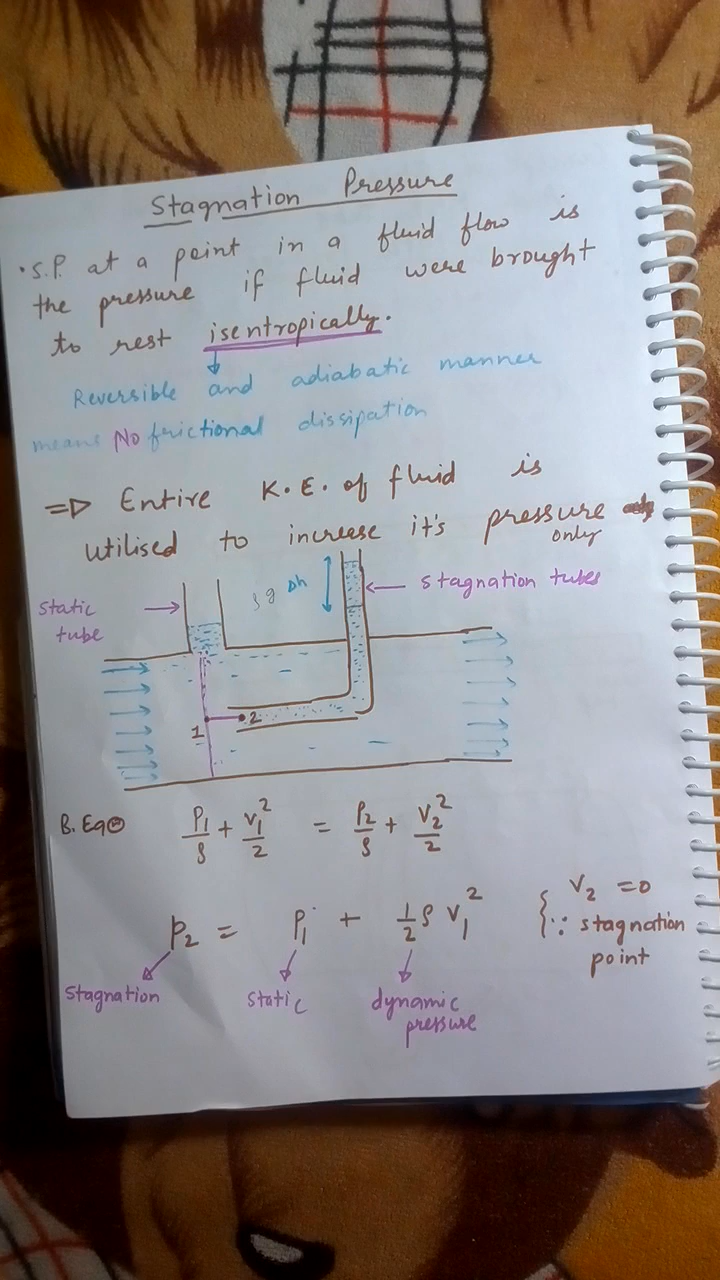 Stagnation Pressure
• S.P. at a point in a fluid flow is
the pressure if fluid were brought
to rest isentropically.
Reversible and adiabatic manner
means No frictional dissipation
=> Entire K.E. of fluid is
utilised to increase it's pressure
only
static
tube
ρg Δh
stagnation tube
1
2
B. Eq
P₁/ρ + V₁²/2 = P₂/ρ + V₂²/2
P₂ = P₁ + 1/2 ρ V₁²
{ V₂ = 0
∵ stagnation
point
Stagnation
static
dynamic
pressure